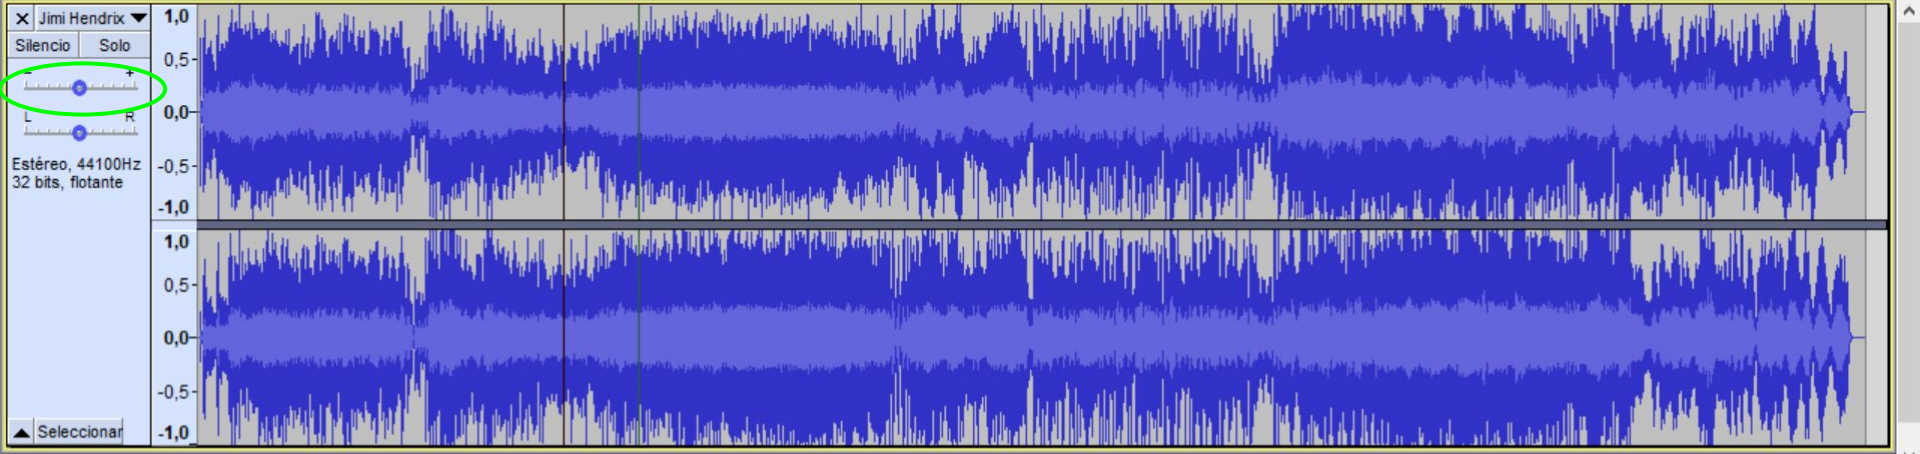 X Jimi Hendrix ▼
Silencio Solo
- +
L R
Estéreo, 44100Hz
32 bits, flotante
▲ Seleccionar
1,0
0,5-
0,0-
-0,5-
-1,0
1,0
0,5-
0,0-
-0,5-
-1,0